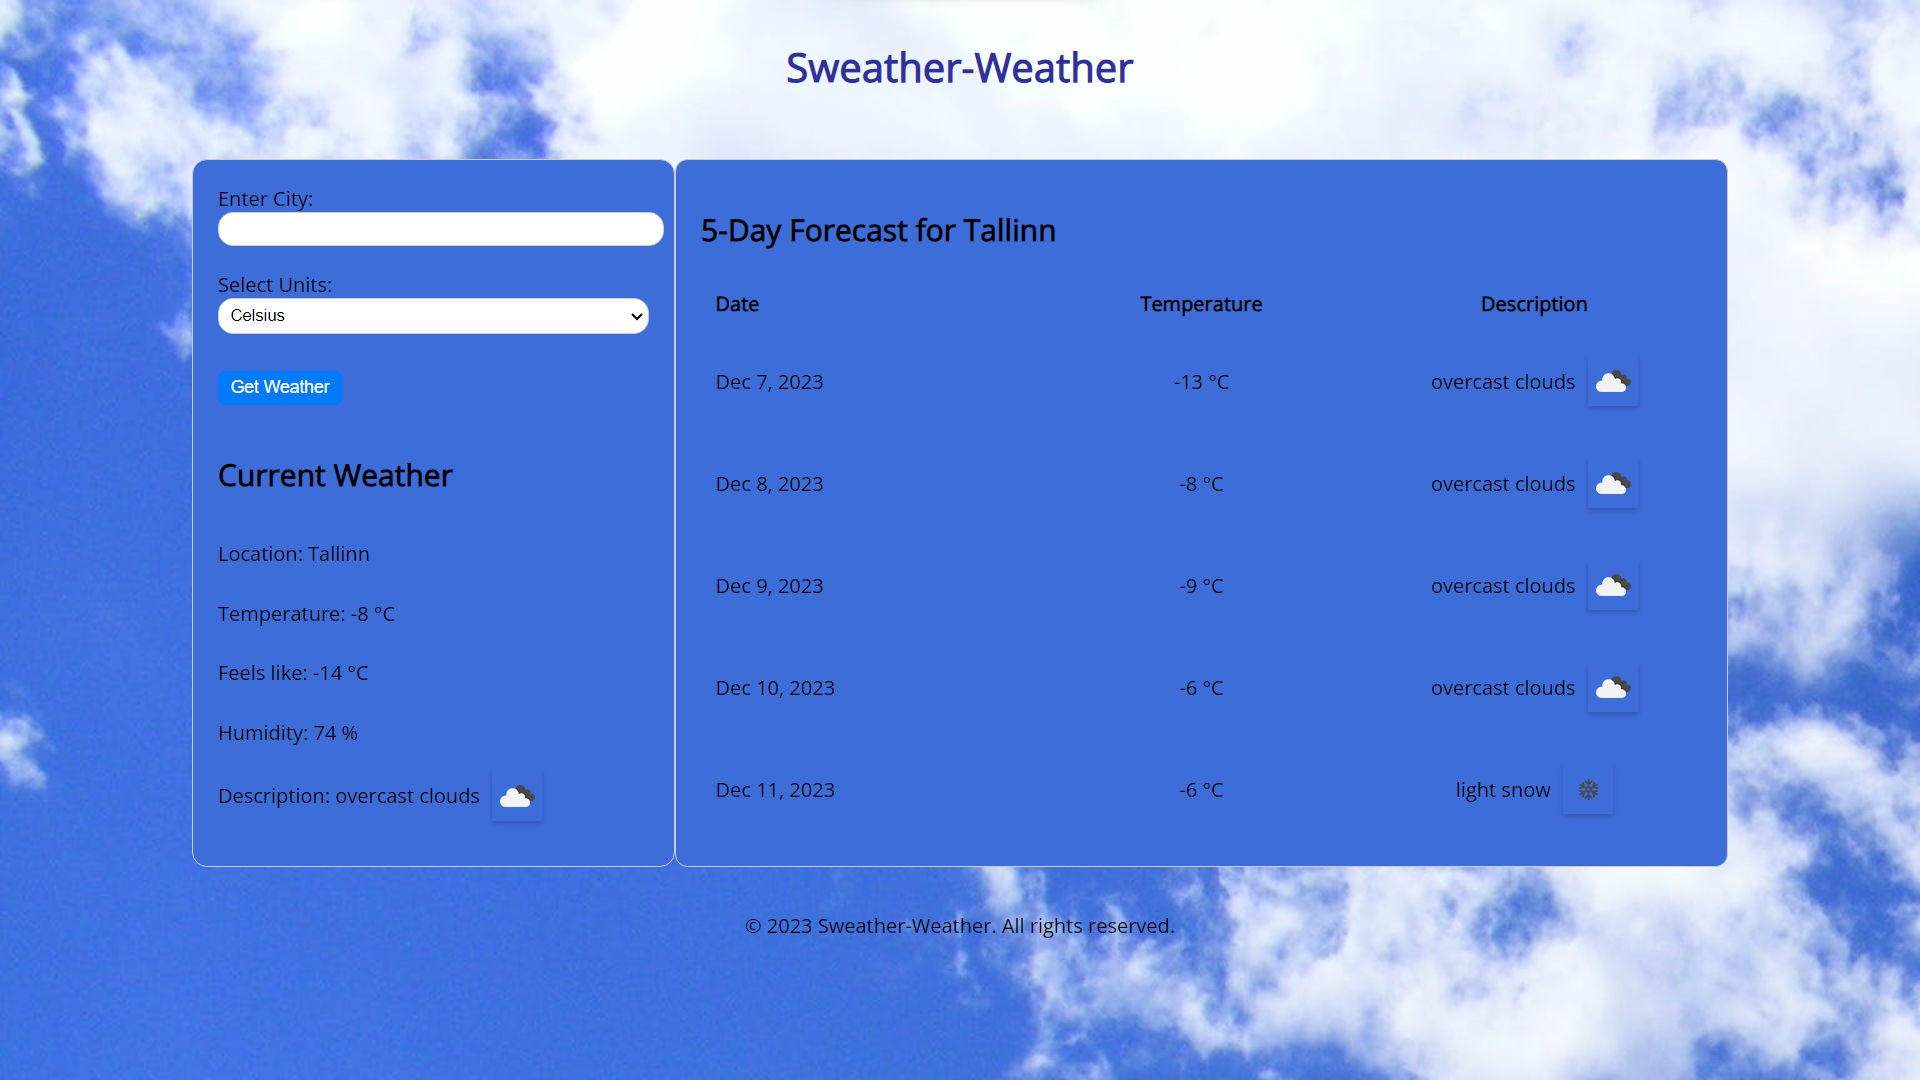 Sweather-Weather
Enter City:
Select Units:
Celsius
Get Weather
Current Weather
Location: Tallinn
Temperature: -8 °C
Feels like: -14 °C
Humidity: 74 %
Description: overcast clouds
5-Day Forecast for Tallinn
Date Temperature Description
Dec 7, 2023 -13 °C overcast clouds
Dec 8, 2023 -8 °C overcast clouds
Dec 9, 2023 -9 °C overcast clouds
Dec 10, 2023 -6 °C overcast clouds
Dec 11, 2023 -6 °C light snow
© 2023 Sweather-Weather. All rights reserved.